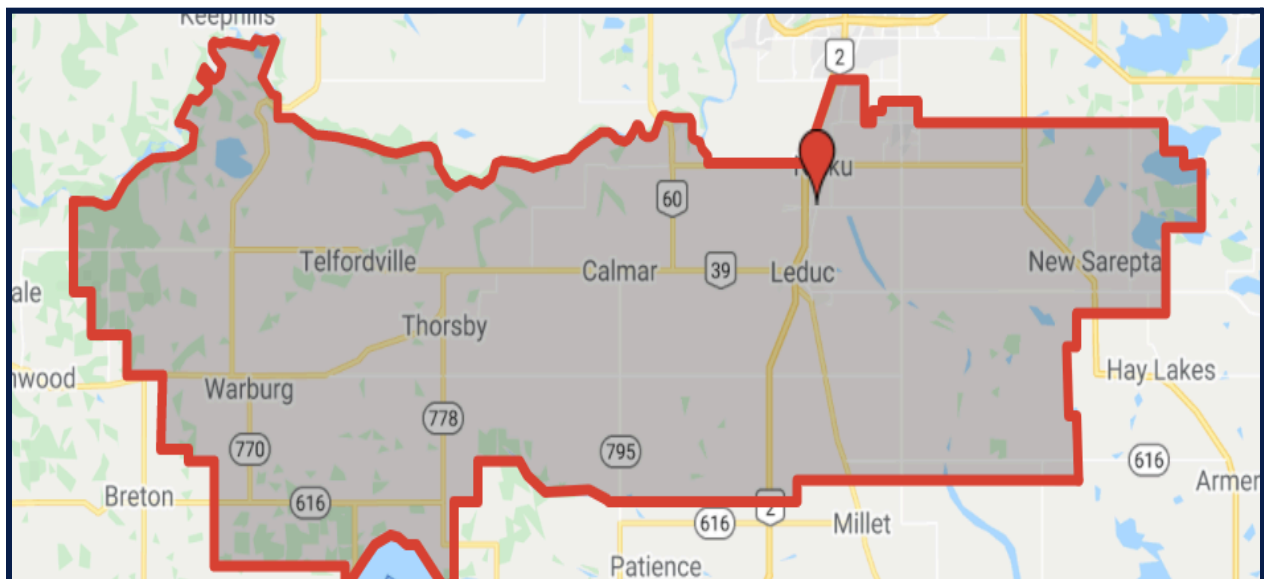 Keephills
2
60
Telfordville
Calmar
39
Leduc
New Sarepta
ale
Thorsby
nwood
Warburg
Hay Lakes
778
770
795
616
Breton
616
2
616
Millet
Armer
Patience